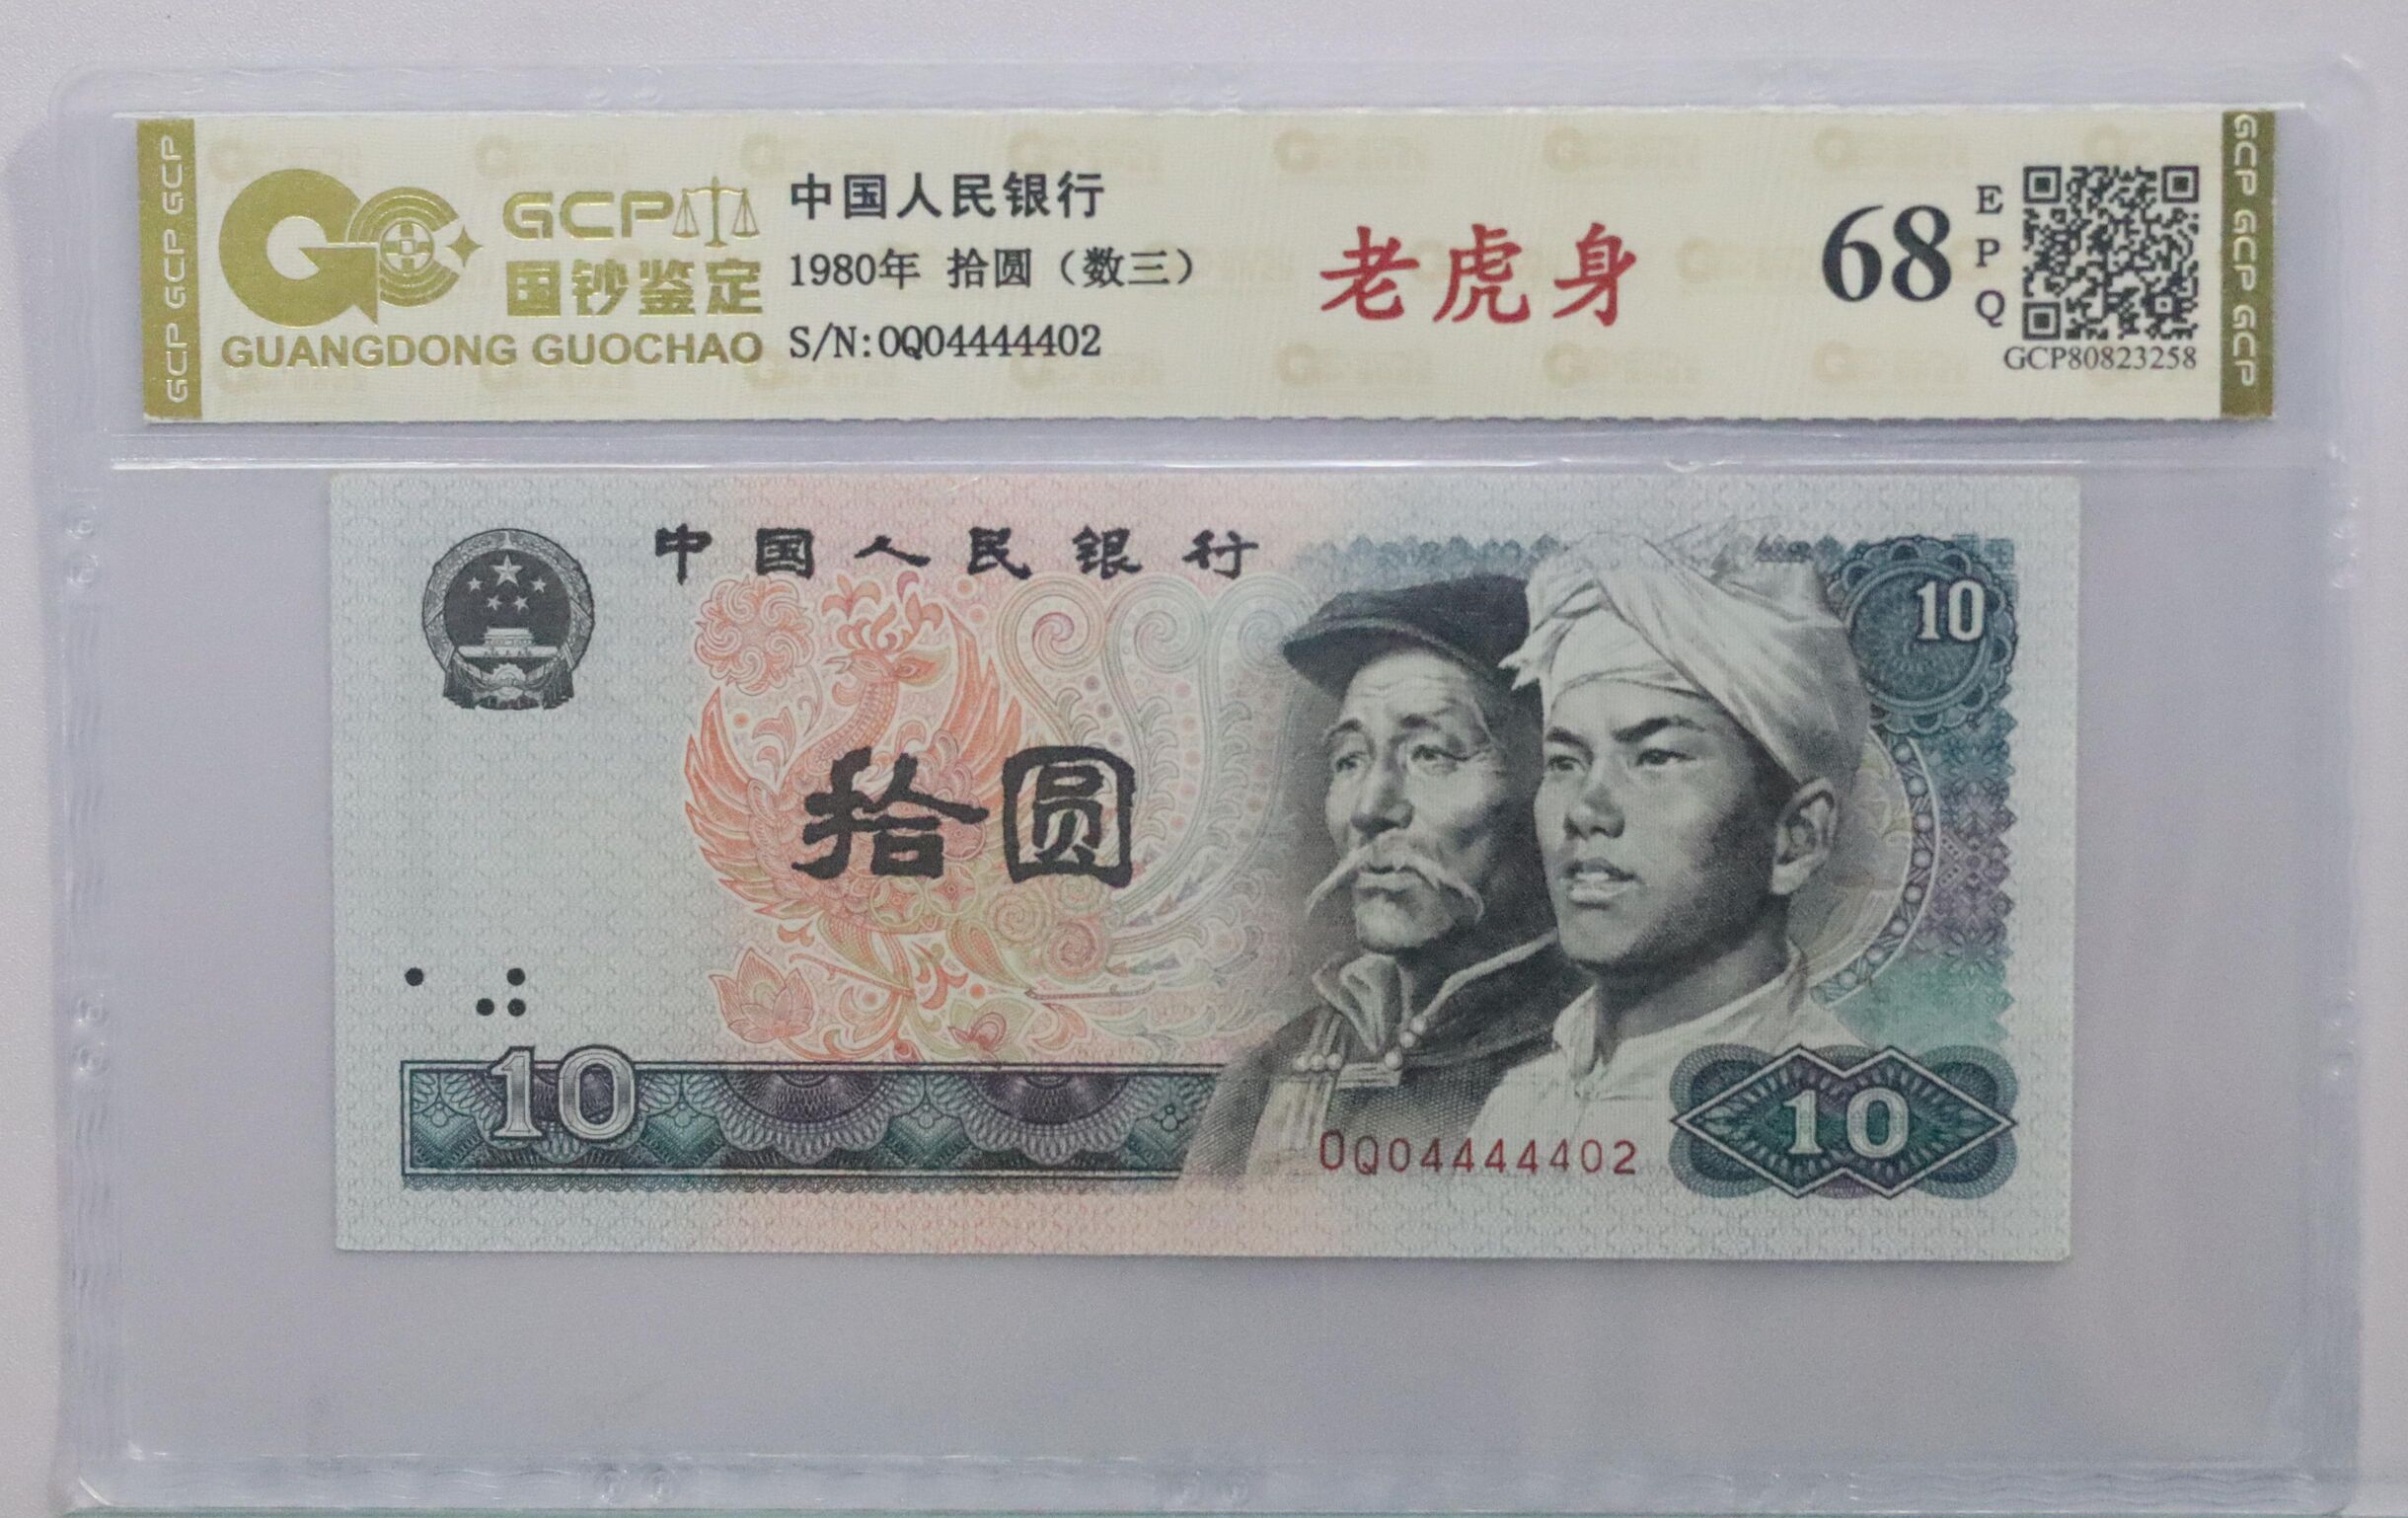 GCP GCP GCP
GCP
国钞鉴定
GUANGDONG GUOCHAO
中国人民银行
1980年 拾圆（数三）
S/N:0Q04444402
老虎身
68
E
P
Q
GCP80823258
GCP GCP GCP
中国人民银行
10
拾圆
10
0Q04444402
10